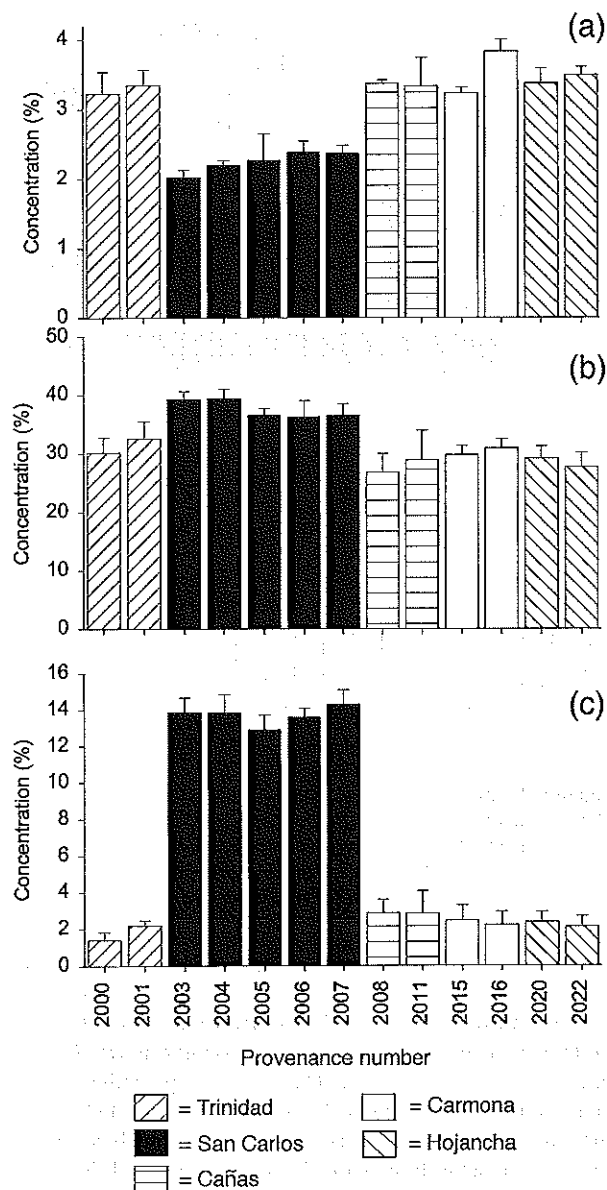 (a)
Concentration (%)
4
3
2
1
0
(b)
Concentration (%)
50
40
30
20
10
0
(c)
Concentration (%)
16
14
12
10
8
6
4
2
0
2000 2001 2003 2004 2005 2006 2007 2008 2011 2015 2016 2020 2022
Provenance number
= Trinidad = Carmona
= San Carlos = Hojancha
= Cañas